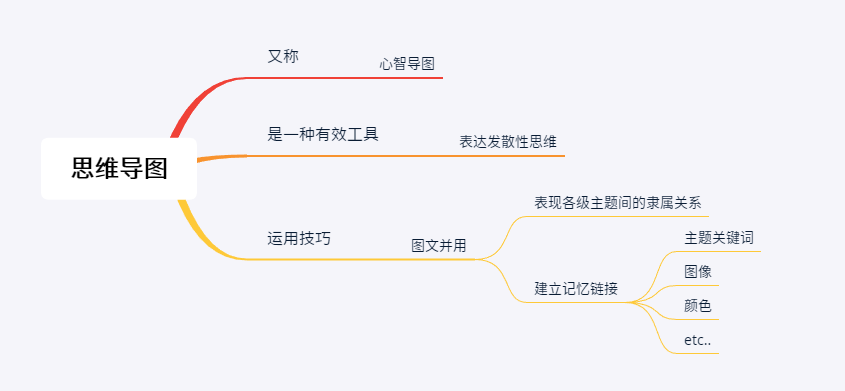 思维导图
又称
心智导图
是一种有效工具
表达发散性思维
运用技巧
图文并用
表现各级主题间的隶属关系
建立记忆链接
主题关键词
图像
颜色
etc..